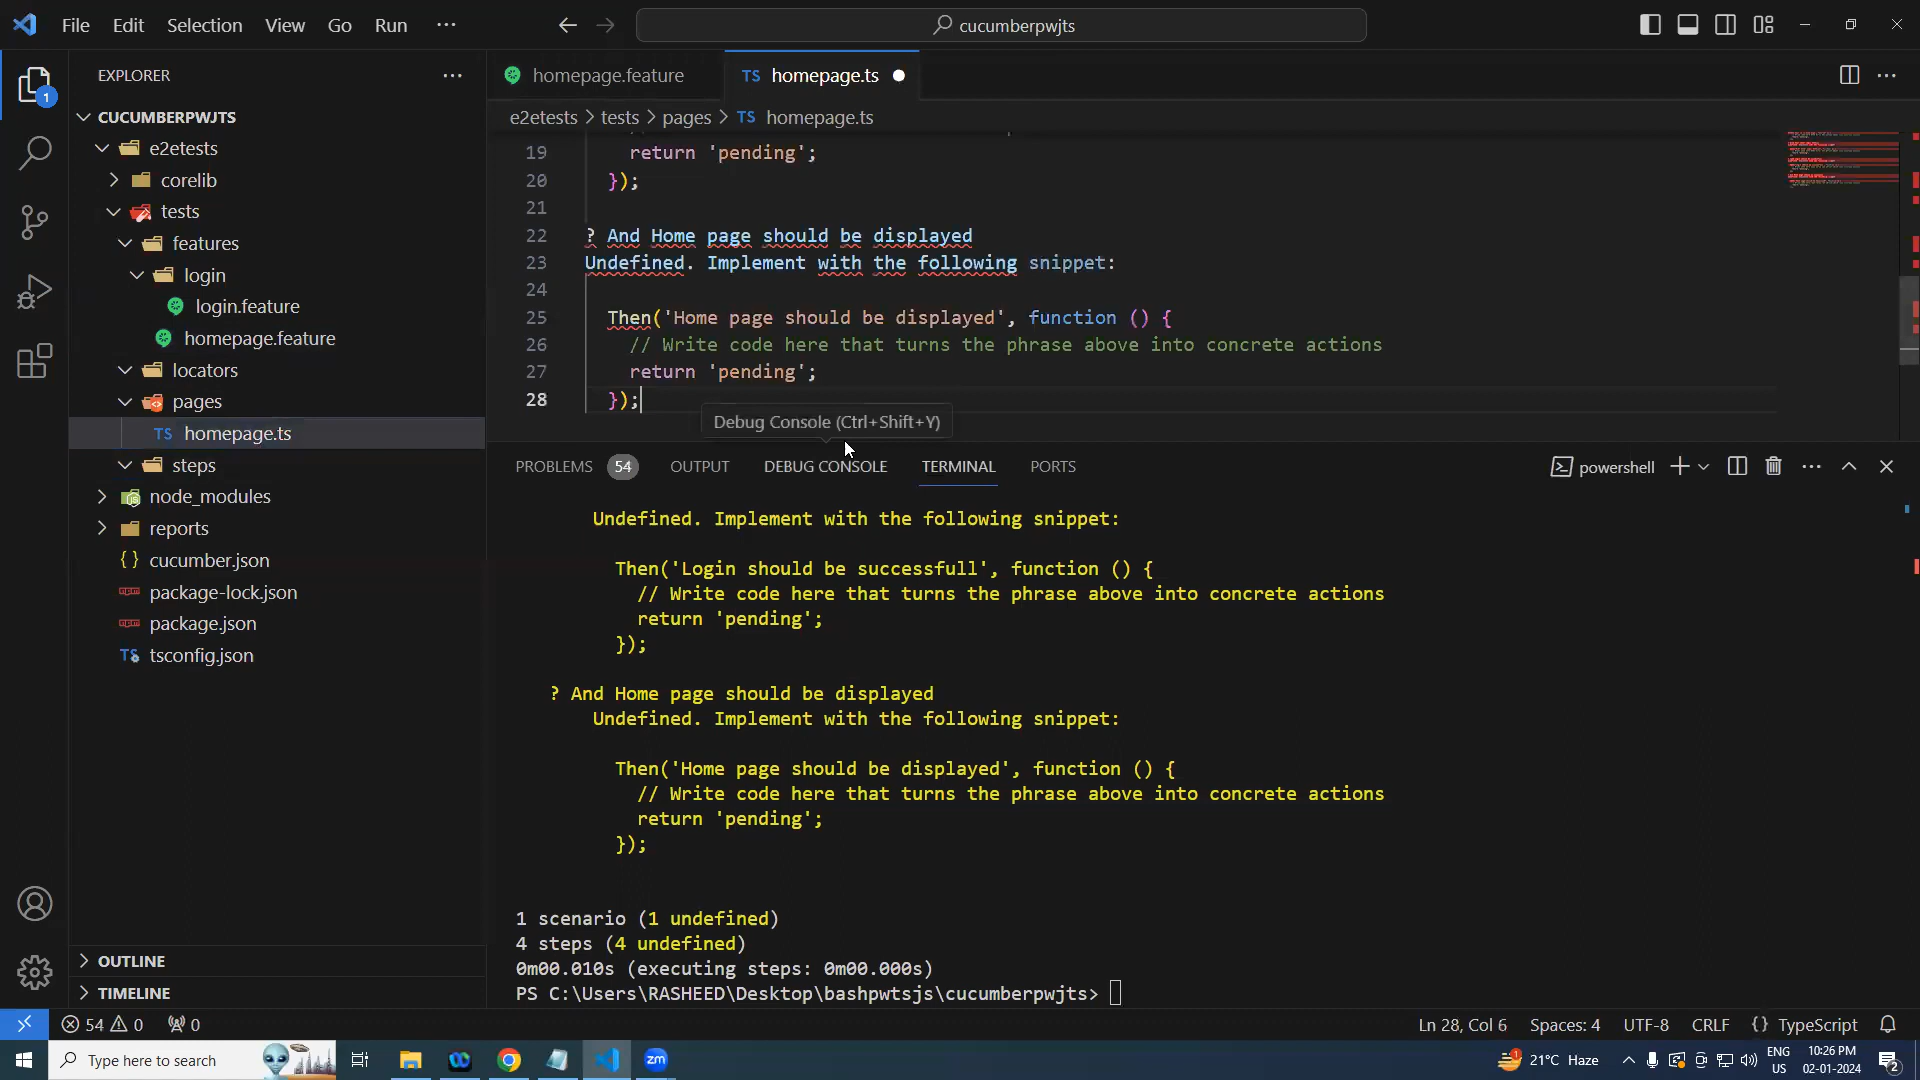 File Edit Selection View Go Run ··· cucumberpwjts
EXPLORER
homepage.feature
TS homepage.ts
1
e2etests > tests > pages > TS homepage.ts
CUCUMBERPWJTS
e2etests
corelib
tests
features
login
login.feature
homepage.feature
locators
pages
TS homepage.ts
steps
node_modules
reports
{ } cucumber.json
package-lock.json
package.json
TS tsconfig.json
OUTLINE
TIMELINE
19 return 'pending';
20 });
21
22 ? And Home page should be displayed
23 Undefined. Implement with the following snippet:
24
25 Then('Home page should be displayed', function () {
26 // Write code here that turns the phrase above into concrete actions
27 return 'pending';
28 });
Debug Console (Ctrl+Shift+Y)
PROBLEMS 54 OUTPUT DEBUG CONSOLE TERMINAL PORTS powershell
Undefined. Implement with the following snippet:
Then('Login should be successfull', function () {
// Write code here that turns the phrase above into concrete actions
return 'pending';
});
? And Home page should be displayed
Undefined. Implement with the following snippet:
Then('Home page should be displayed', function () {
// Write code here that turns the phrase above into concrete actions
return 'pending';
});
1 scenario (1 undefined)
4 steps (4 undefined)
0m00.010s (executing steps: 0m00.000s)
PS C:\Users\RASHEED\Desktop\bashpwtsjs\cucumberpwjts>
54 0 0 Ln 28, Col 6 Spaces: 4 UTF-8 CRLF { } TypeScript
Type here to search zm 1 21°C Haze ENG US 10:26 PM 02-01-2024 2